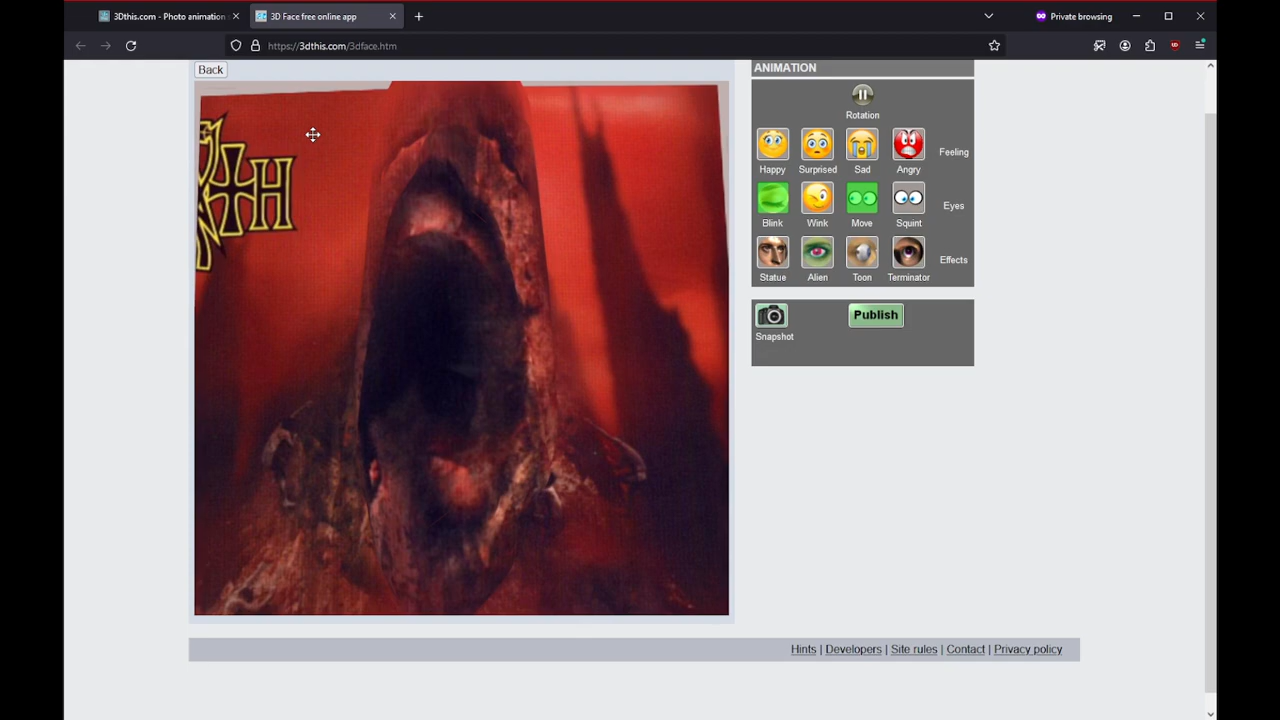 3Dthis.com - Photo animation
3D Face free online app
Private browsing
https://3dthis.com/3dface.htm
Back
ANIMATION
Rotation
Happy Surprised Sad Angry Feeling
Blink Wink Move Squint Eyes
Statue Alien Toon Terminator Effects
Snapshot
Publish
TH
Hints | Developers | Site rules | Contact | Privacy policy